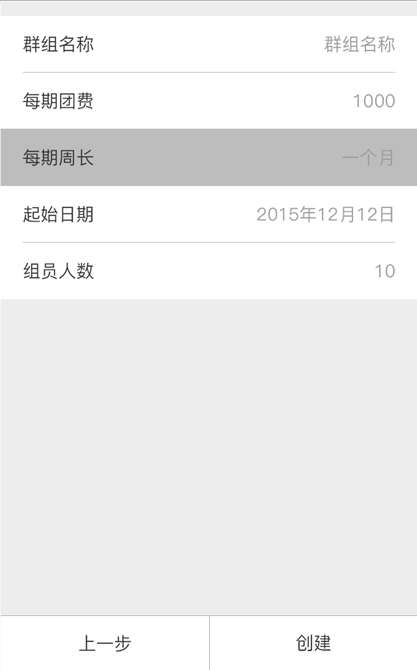 群组名称 群组名称
每期团费 1000
每期周长 一个月
起始日期 2015年12月12日
组员人数 10
上一步 创建